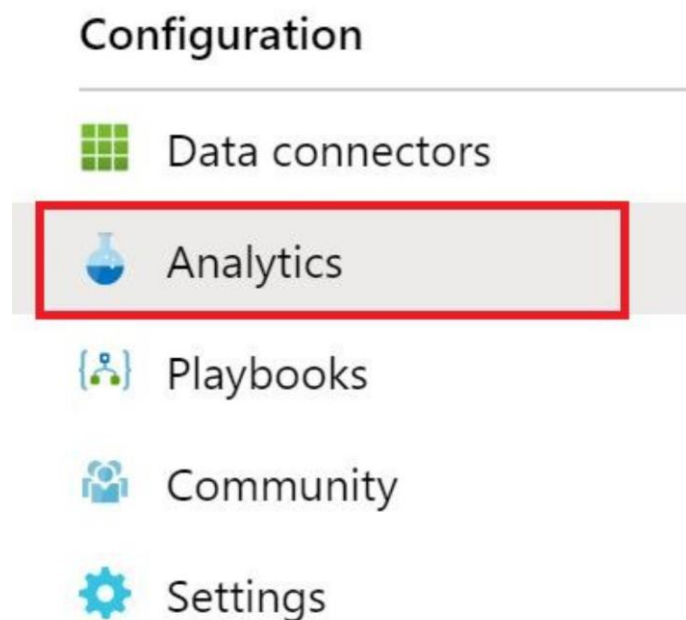 Configuration
Data connectors
Analytics
Playbooks
Community
Settings